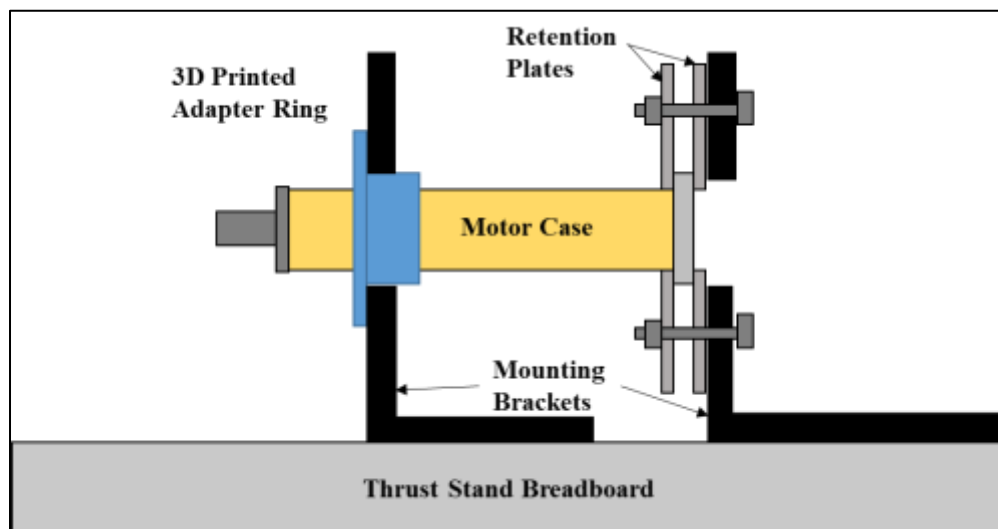 Retention
Plates
3D Printed
Adapter Ring
Motor Case
Mounting
Brackets
Thrust Stand Breadboard